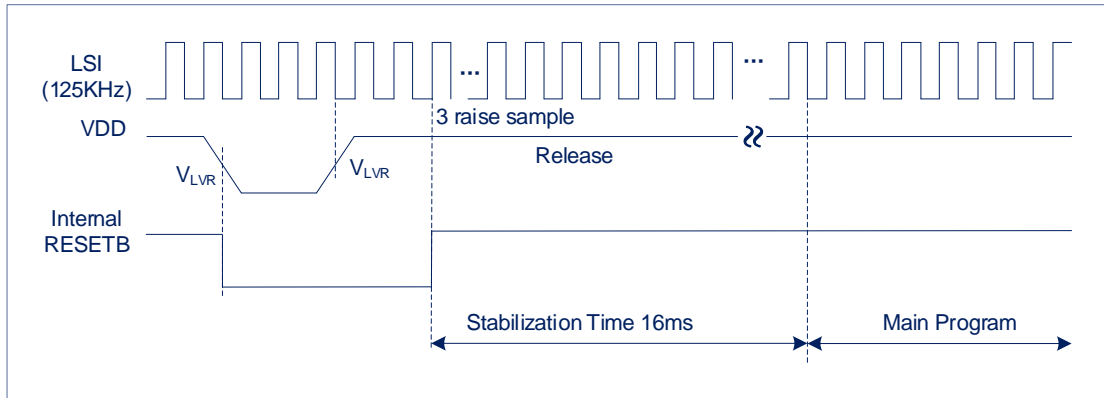 LSI
(125KHz)
...
...
3 raise sample
VDD
Release
VLVR
VLVR
Internal
RESETB
Stabilization Time 16ms
Main Program